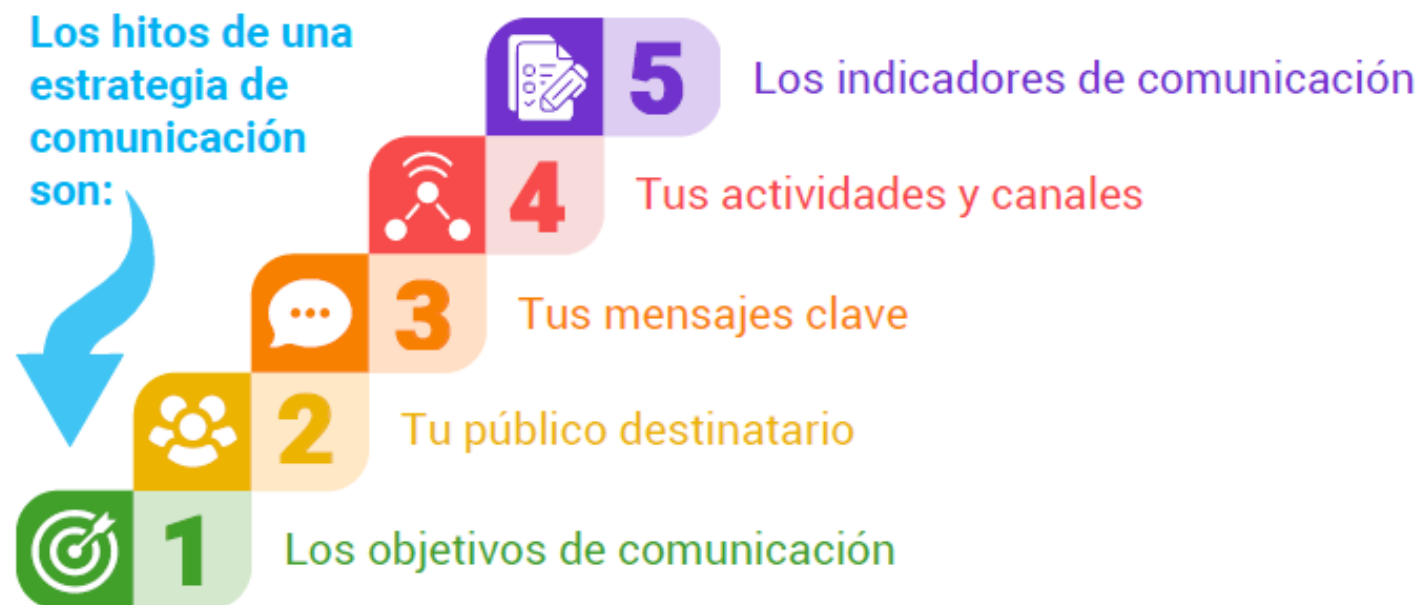 Los hitos de una
estrategia de
comunicación
son:
5 Los indicadores de comunicación
4 Tus actividades y canales
3 Tus mensajes clave
2 Tu público destinatario
1 Los objetivos de comunicación